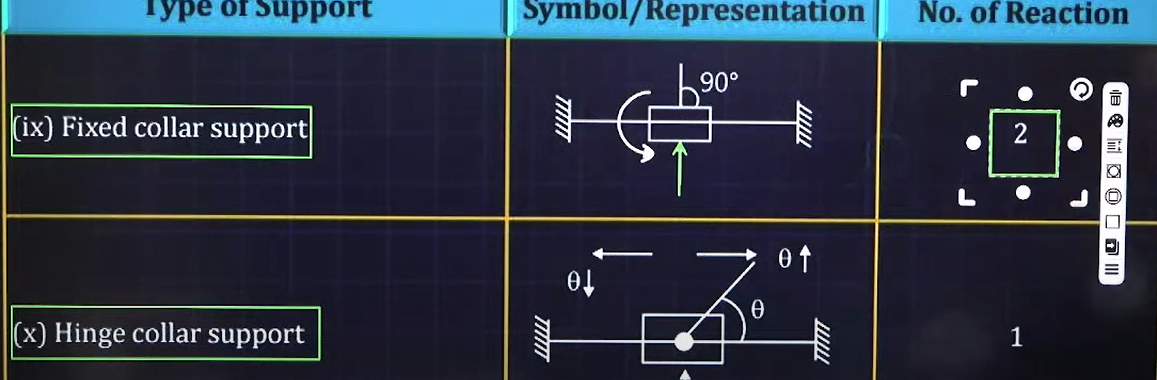 Type of Support
Symbol/Representation
No. of Reaction
(ix) Fixed collar support
90°
2
(x) Hinge collar support
θ↓
θ↑
θ
1